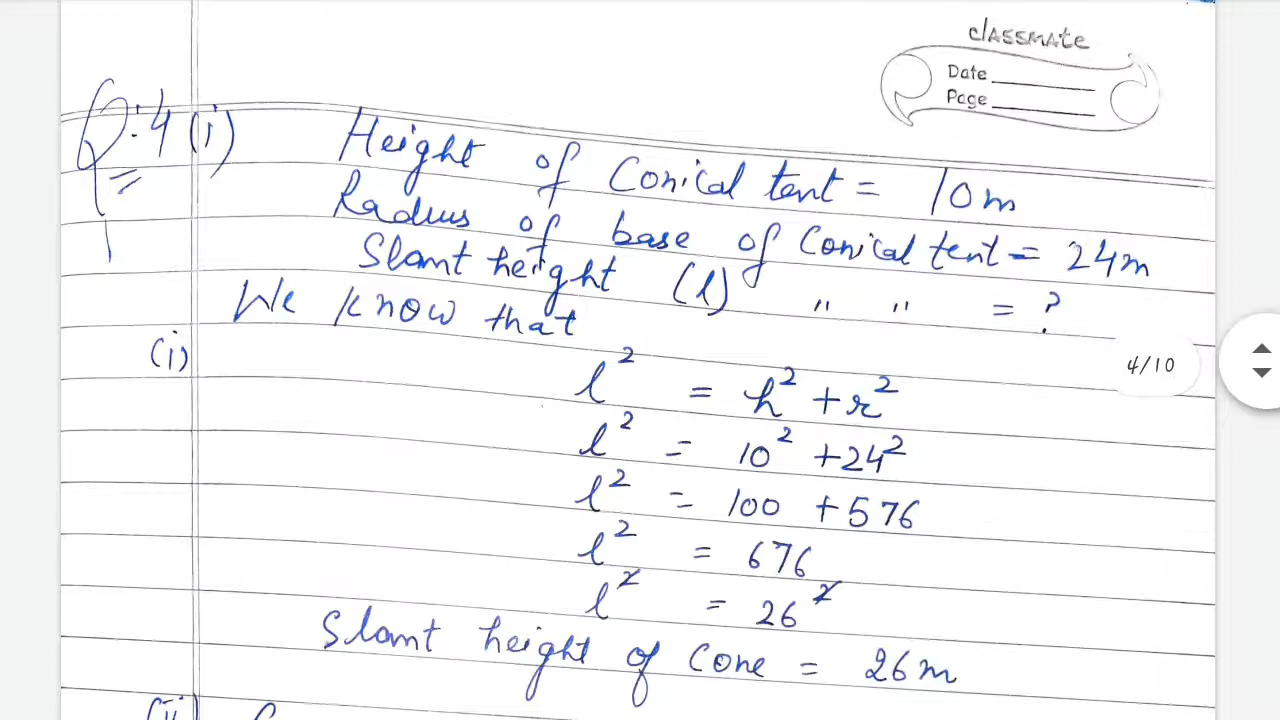 classmate
Date
Page
Q:4 (i) Height of Conical tent = 10m
Radius of base of Conical tent = 24m
Slant height (l) " " = ?
We know that
(i)
l² = h² + r²
4/10
l² = 10² + 24²
l² = 100 + 576
l² = 676
l² = 26²
Slant height of Cone = 26m
(ii)